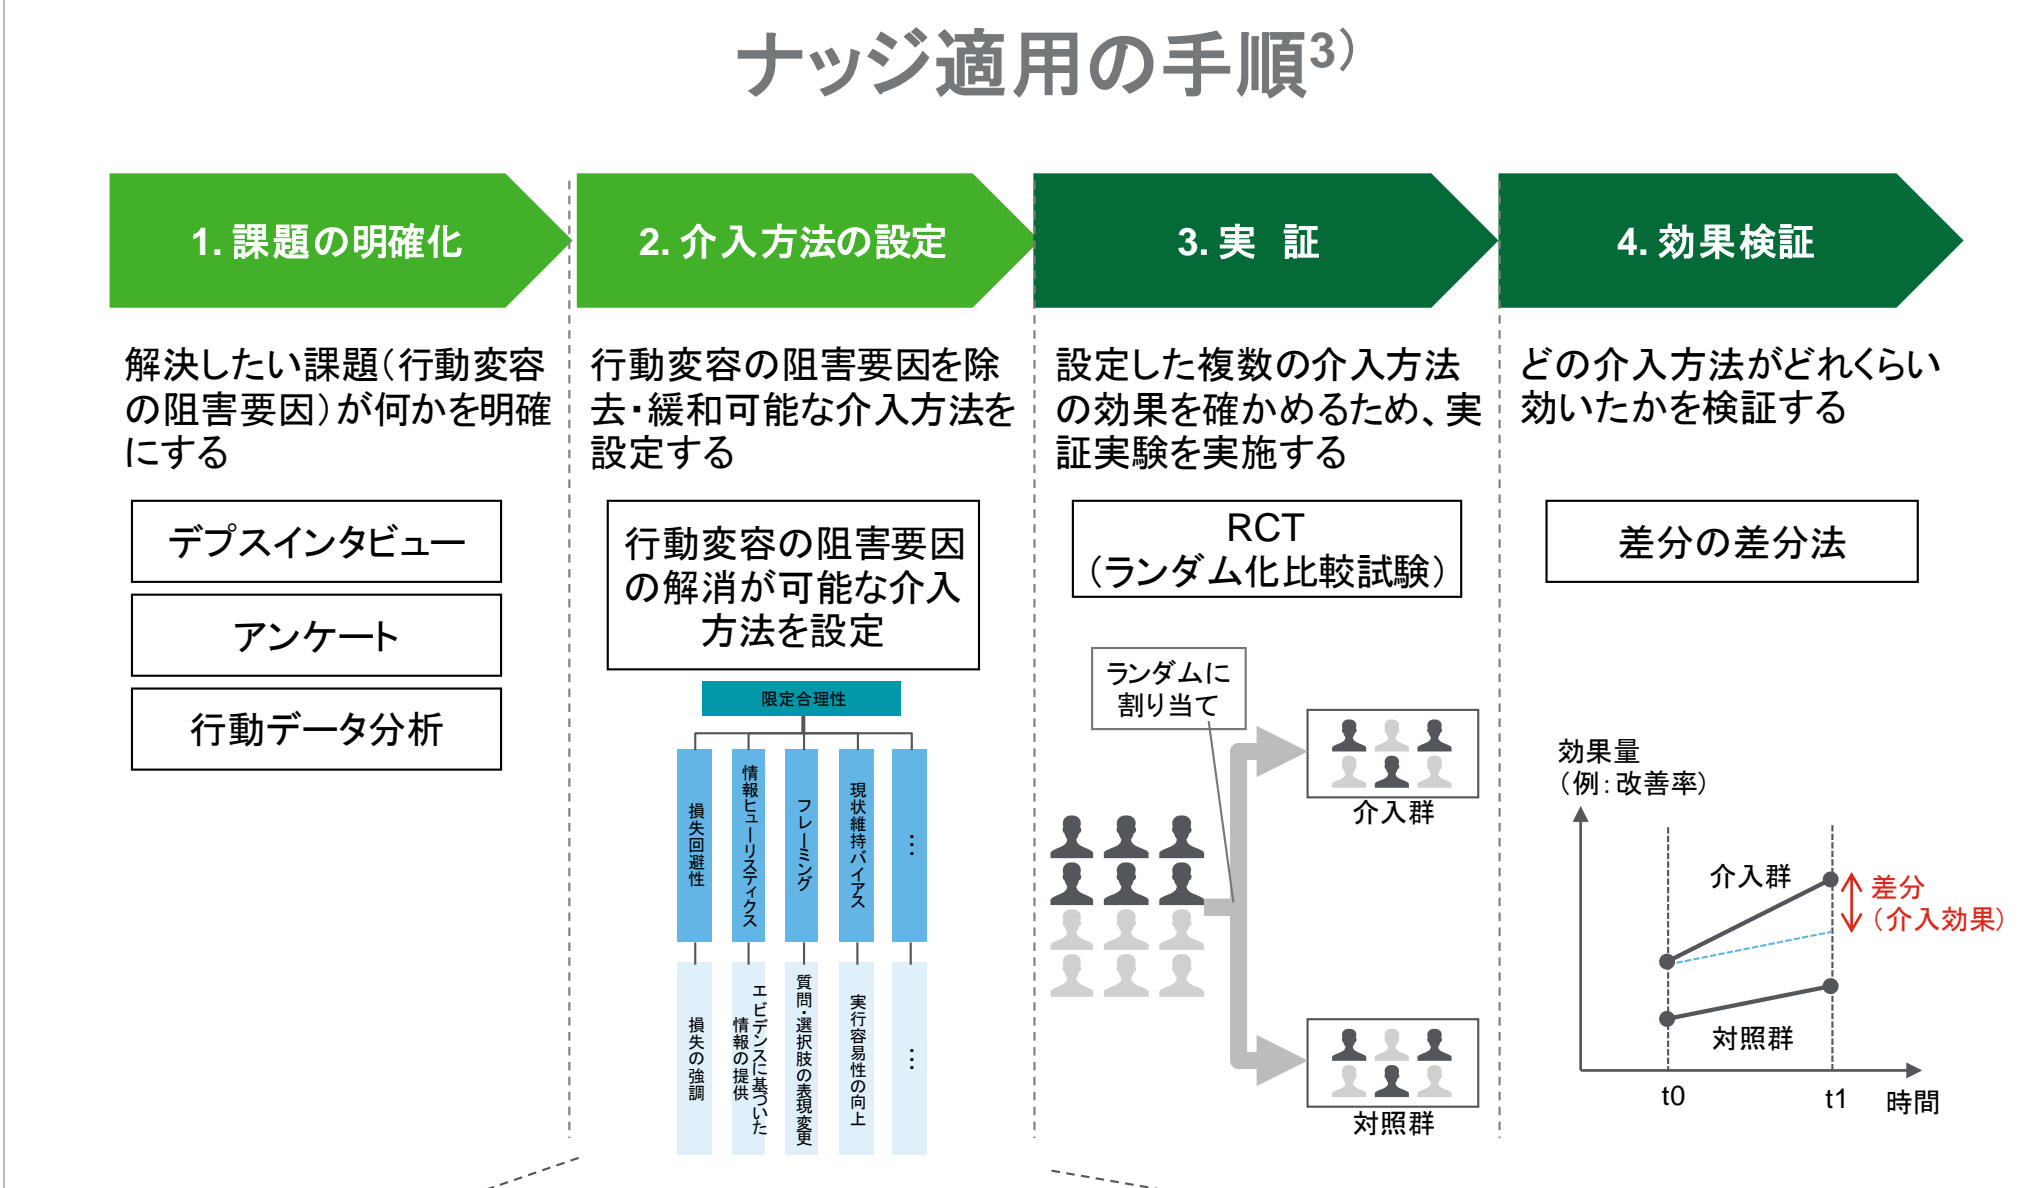 ナッジ適用の手順3）
1. 課題の明確化
2. 介入方法の設定
3. 実　証
4. 効果検証
解決したい課題（行動変容
の阻害要因）が何かを明確
にする
デプスインタビュー
アンケート
行動データ分析
行動変容の阻害要因を除
去・緩和可能な介入方法を
設定する
行動変容の阻害要因
の解消が可能な介入
方法を設定
限定合理性
損失回避性
情報ヒューリスティクス
フレーミング
現状維持バイアス
…
損失の強調
エビデンスに基づいた
情報の提供
質問・選択肢の表現変更
実行容易性の向上
…
設定した複数の介入方法
の効果を確かめるため、実
証実験を実施する
RCT
（ランダム化比較試験）
ランダムに
割り当て
介入群
対照群
どの介入方法がどれくらい
効いたかを検証する
差分の差分法
効果量
（例：改善率）
介入群
差分
（介入効果）
対照群
t0
t1
時間